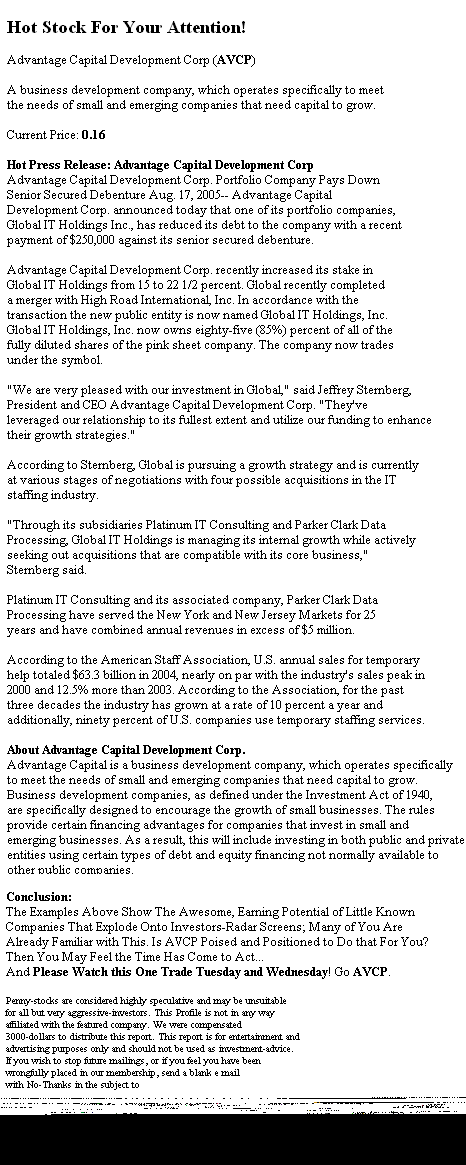 Hot Stock For Your Attention!
Advantage Capital Development Corp (AVCP)
A business development company, which operates specifically to meet
the needs of small and emerging companies that need capital to grow.
Current Price: 0.16
Hot Press Release: Advantage Capital Development Corp
Advantage Capital Development Corp. Portfolio Company Pays Down
Senior Secured Debenture Aug. 17, 2005-- Advantage Capital
Development Corp. announced today that one of its portfolio companies,
Global IT Holdings Inc., has reduced its debt to the company with a recent
payment of $250,000 against its senior secured debenture.
Advantage Capital Development Corp. recently increased its stake in
Global IT Holdings from 15 to 22 1/2 percent. Global recently completed
a merger with High Road International, Inc. In accordance with the
transaction the new public entity is now named Global IT Holdings, Inc.
Global IT Holdings, Inc. now owns eighty-five (85%) percent of all of the
fully diluted shares of the pink sheet company. The company now trades
under the symbol.
"We are very pleased with our investment in Global," said Jeffrey Sternberg,
President and CEO Advantage Capital Development Corp. "They've
leveraged our relationship to its fullest extent and utilize our funding to enhance
their growth strategies."
According to Sternberg, Global is pursuing a growth strategy and is currently
at various stages of negotiations with four possible acquisitions in the IT
staffing industry.
"Through its subsidiaries Platinum IT Consulting and Parker Clark Data
Processing, Global IT Holdings is managing its internal growth while actively
seeking out acquisitions that are compatible with its core business,"
Sternberg said.
Platinum IT Consulting and its associated company, Parker Clark Data
Processing have served the New York and New Jersey Markets for 25
years and have combined annual revenues in excess of $5 million.
According to the American Staff Association, U.S. annual sales for temporary
help totaled $63.3 billion in 2004, nearly on par with the industry's sales peak in
2000 and 12.5% more than 2003. According to the Association, for the past
three decades the industry has grown at a rate of 10 percent a year and
additionally, ninety percent of U.S. companies use temporary staffing services.
About Advantage Capital Development Corp.
Advantage Capital is a business development company, which operates specifically
to meet the needs of small and emerging companies that need capital to grow.
Business development companies, as defined under the Investment Act of 1940,
are specifically designed to encourage the growth of small businesses. The rules
provide certain financing advantages for companies that invest in small and
emerging businesses. As a result, this will include investing in both public and private
entities using certain types of debt and equity financing not normally available to
other public companies.
Conclusion:
The Examples Above Show The Awesome, Earning Potential of Little Known
Companies That Explode Onto Investors-Radar Screens; Many of You Are
Already Familiar with This. Is AVCP Poised and Positioned to Do that For You?
Then You May Feel the Time Has Come to Act...
And Please Watch this One Trade Tuesday and Wednesday! Go AVCP.
Penny-stocks are considered highly speculative and may be unsuitable
for all but very aggressive-investors. This Profile is not in any way
affiliated with the featured company. We were compensated
3000-dollars to distribute this report. This report is for entertainment and
advertising purposes only and should not be used as investment-advice.
If you wish to stop future mailings, or if you feel you have been
wrongfully placed in our membership, send a blank e mail
with No-Thanks in the subject to